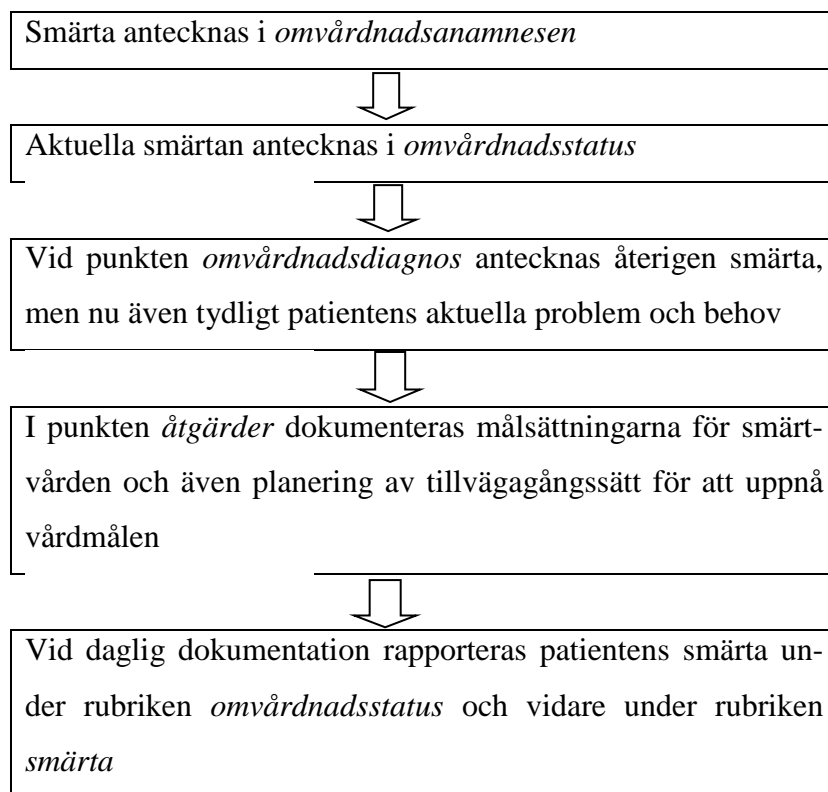 Smärta antecknas i omvårdnadsanamnesen
Aktuella smärtan antecknas i omvårdnadsstatus
Vid punkten omvårdnadsdiagnos antecknas återigen smärta,
men nu även tydligt patientens aktuella problem och behov
I punkten åtgärder dokumenteras målsättningarna för smärt-
vården och även planering av tillvägagångssätt för att uppnå
vårdmålen
Vid daglig dokumentation rapporteras patientens smärta un-
der rubriken omvårdnadsstatus och vidare under rubriken
smärta